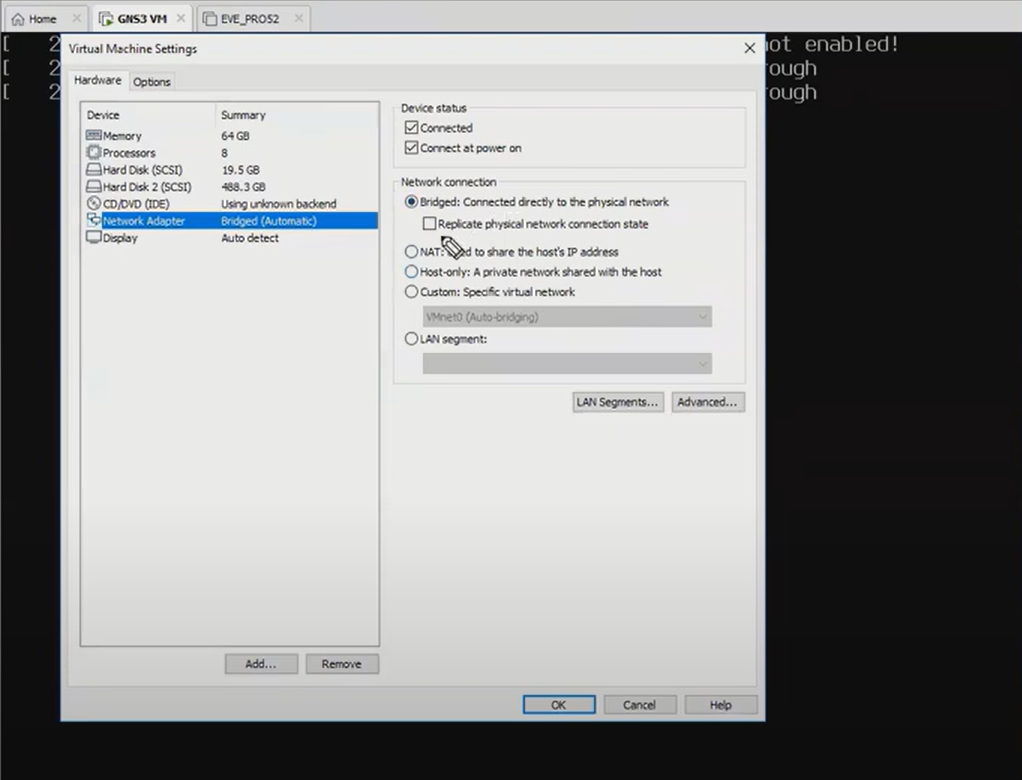 Home
GNS3 VM
EVE_PRO52
[ 2
not enabled!
[ 2
rough
[ 2
rough
Virtual Machine Settings
Hardware
Options
Device Summary
Memory 64 GB
Processors 8
Hard Disk (SCSI) 19.5 GB
Hard Disk 2 (SCSI) 488.3 GB
CD/DVD (IDE) Using unknown backend
Network Adapter Bridged (Automatic)
Display Auto detect
Add...
Remove
Device status
Connected
Connect at power on
Network connection
Bridged: Connected directly to the physical network
Replicate physical network connection state
NAT: ed to share the host's IP address
Host-only: A private network shared with the host
Custom: Specific virtual network
VMnet0 (Auto-bridging)
LAN segment:
LAN Segments...
Advanced...
OK
Cancel
Help